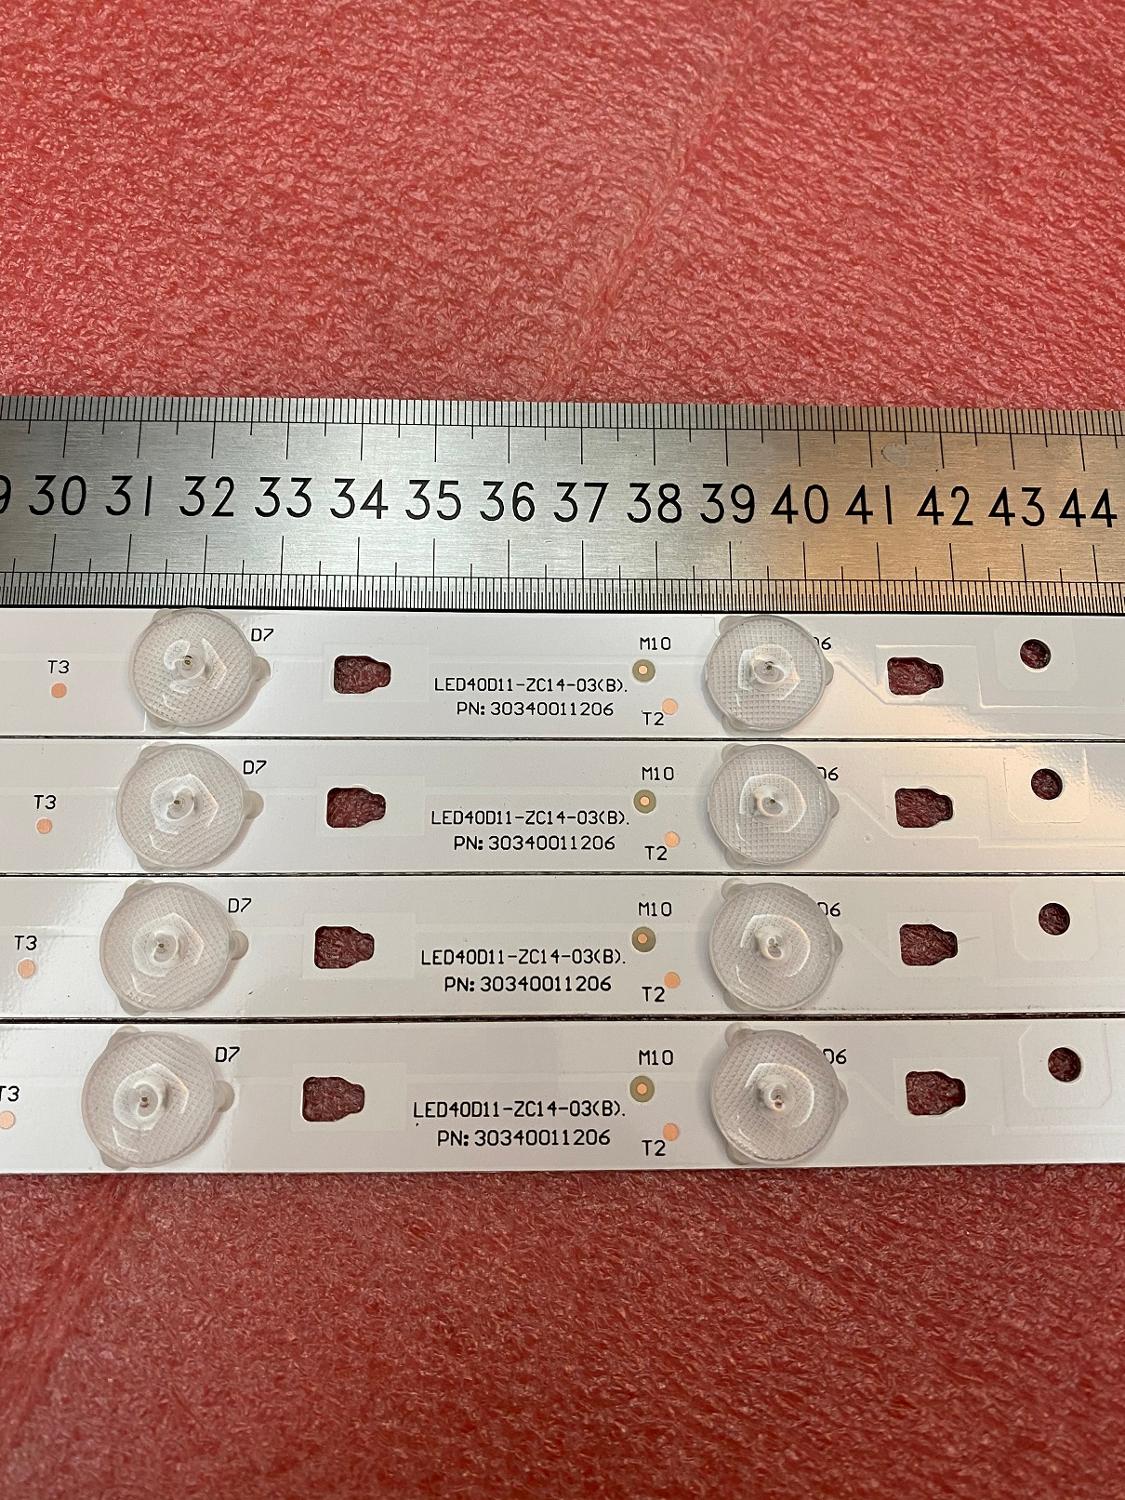 30 31 32 33 34 35 36 37 38 39 40 41 42 43 44
T3 D7 M10
LED40D11-ZC14-03(B).
PN:30340011206 T2
T3 D7 M10
LED40D11-ZC14-03(B).
PN:30340011206 T2
T3 D7 M10 D6
LED40D11-ZC14-03(B).
PN:30340011206 T2
T3 D7 M10 D6
LED40D11-ZC14-03(B).
PN:30340011206 T2